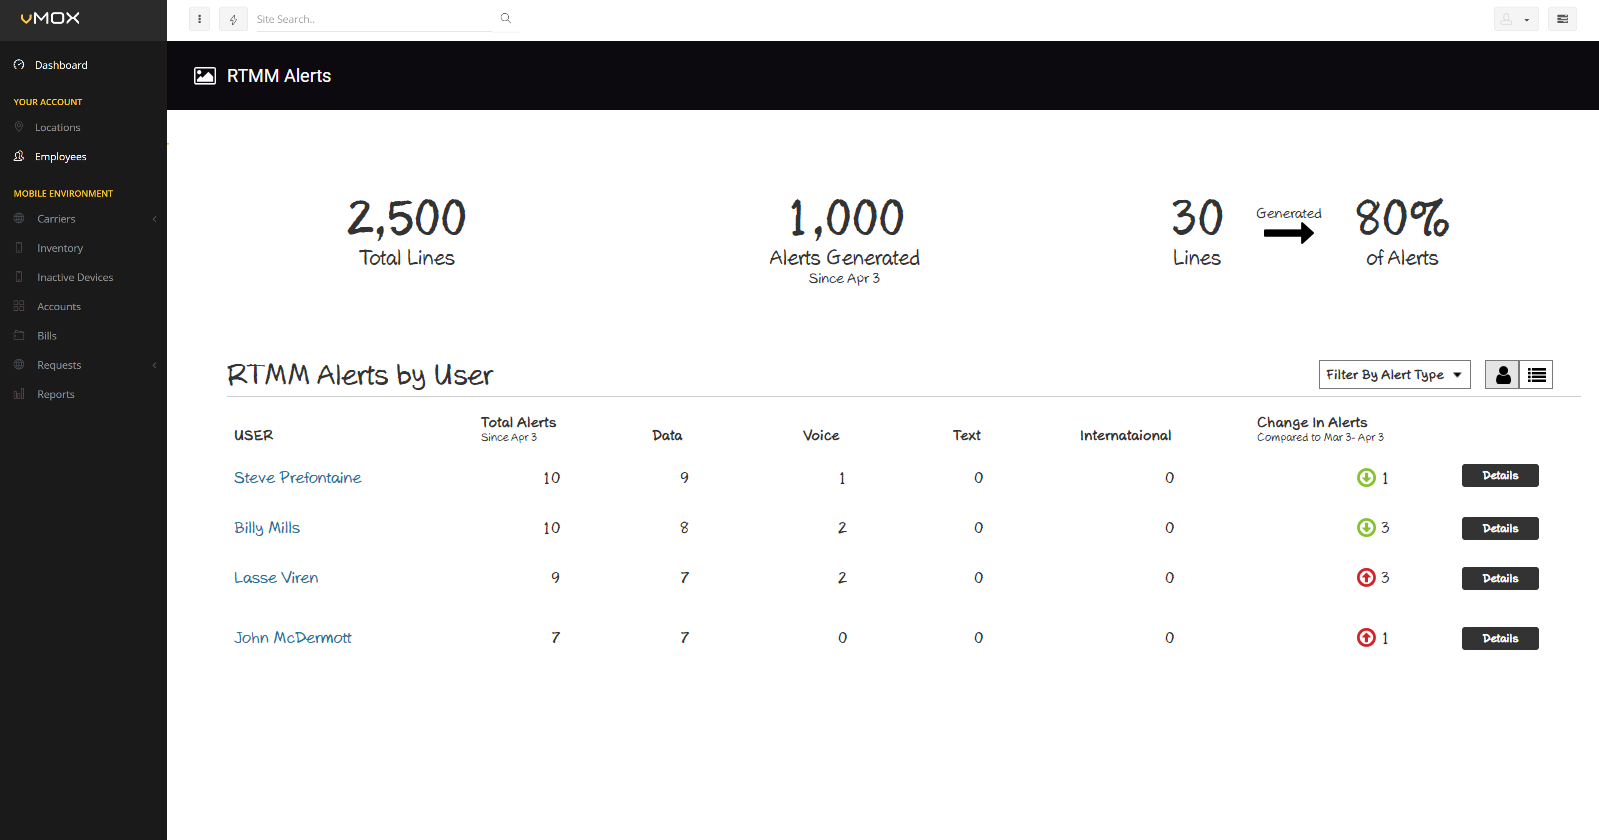 vMOX
Site Search..
Dashboard
YOUR ACCOUNT
Locations
Employees
MOBILE ENVIRONMENT
Carriers
Inventory
Inactive Devices
Accounts
Bills
Requests
Reports
RTMM Alerts
2,500
Total Lines
1,000
Alerts Generated
Since Apr 3
30
Lines
Generated
80%
of Alerts
RTMM Alerts by User
Filter By Alert Type
USER Total Alerts Since Apr 3 Data Voice Text Internataional Change In Alerts Compared to Mar 3- Apr 3
Steve Prefontaine 10 9 1 0 0 1 Details
Billy Mills 10 8 2 0 0 3 Details
Lasse Viren 9 7 2 0 0 3 Details
John McDermott 7 7 0 0 0 1 Details